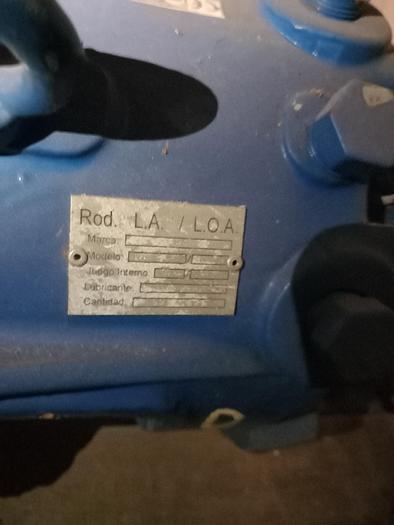 Rod. L.A. / L.O.A.
Marca:
Modelo: /
Juego Interno: /
Lubricante:
Cantidad: